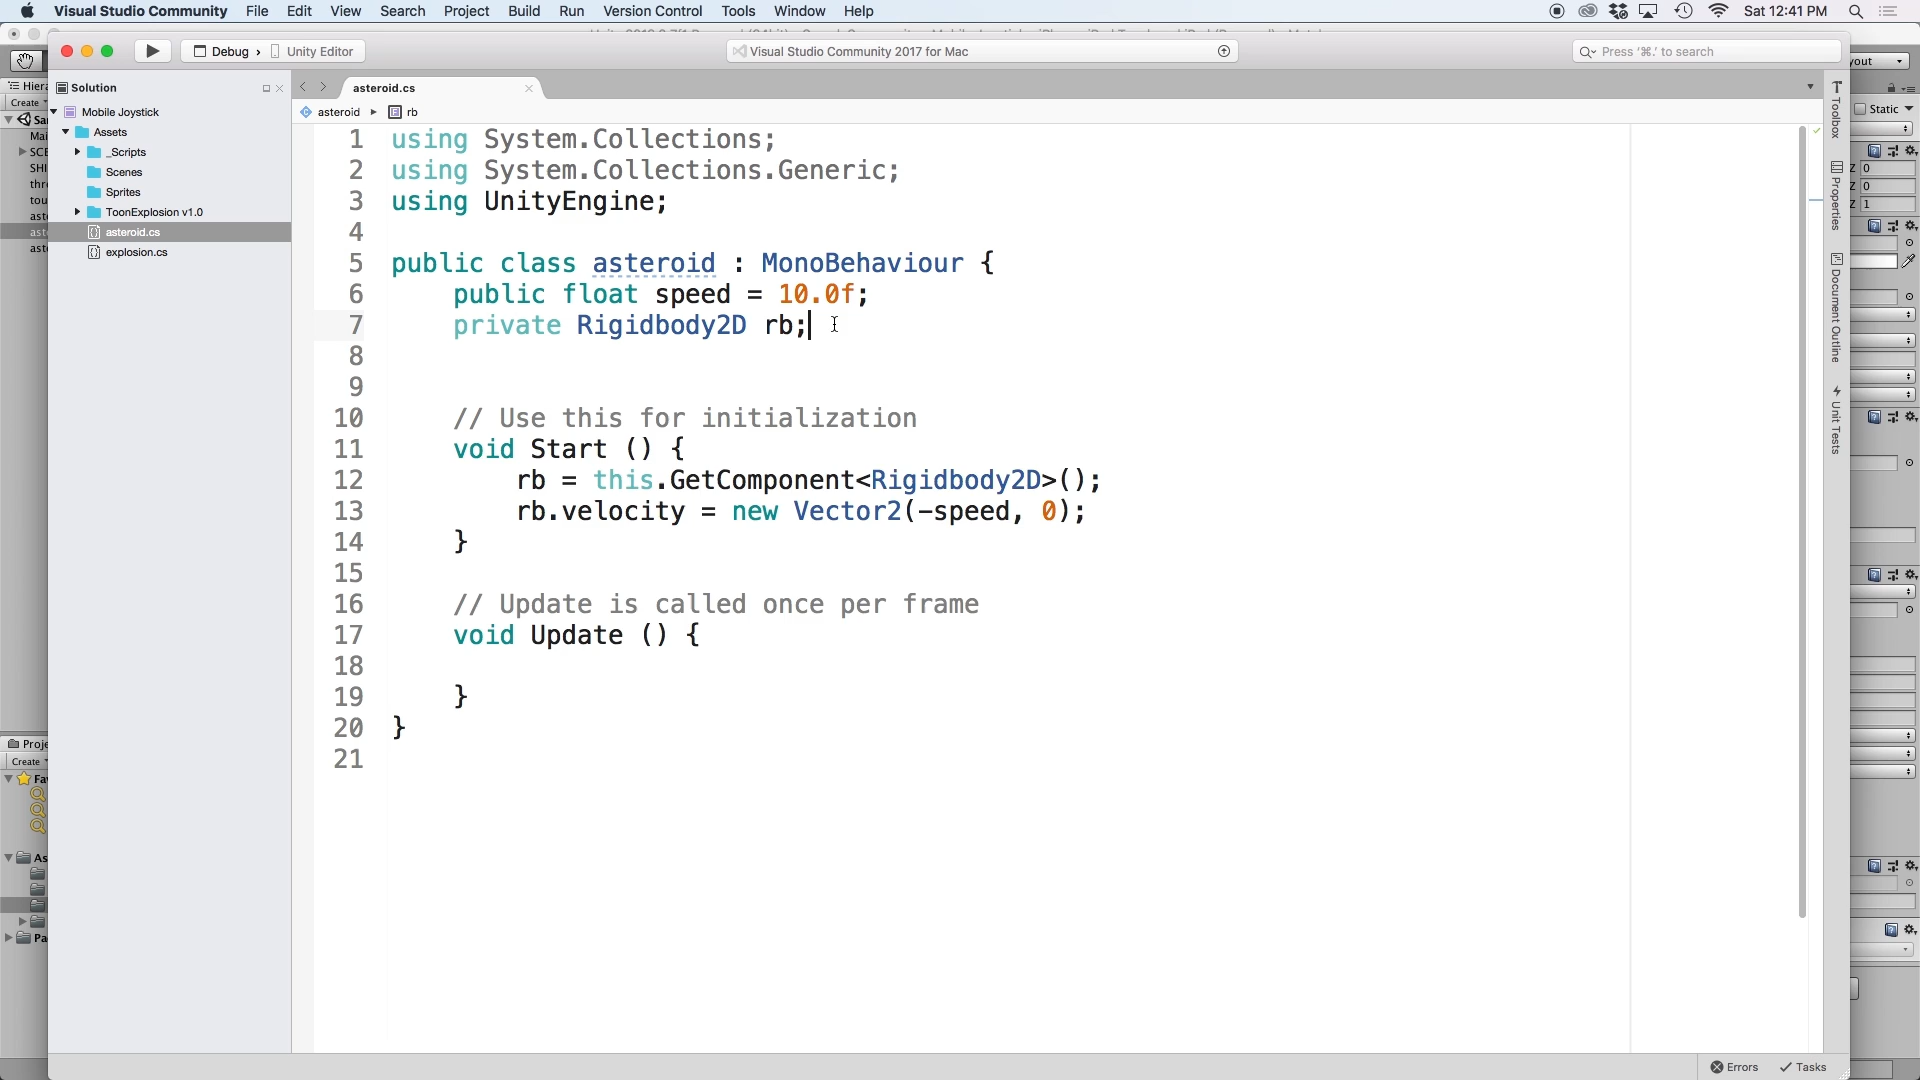 Visual Studio Community File Edit View Search Project Build Run Version Control Tools Window Help Sat 12:41 PM
Debug › Unity Editor Visual Studio Community 2017 for Mac Press '⌘.' to search
Solution
Mobile Joystick
Assets
_Scripts
Scenes
Sprites
ToonExplosion v1.0
asteroid.cs
explosion.cs
asteroid.cs
asteroid rb
1 using System.Collections;
2 using System.Collections.Generic;
3 using UnityEngine;
4
5 public class asteroid : MonoBehaviour {
6 public float speed = 10.0f;
7 private Rigidbody2D rb;
8
9
10 // Use this for initialization
11 void Start () {
12 rb = this.GetComponent<Rigidbody2D>();
13 rb.velocity = new Vector2(-speed, 0);
14 }
15
16 // Update is called once per frame
17 void Update () {
18
19 }
20 }
21
Toolbox
Properties
Document Outline
Unit Tests
Errors Tasks
Create
Create
Static
Z 0
Z 0
Z 1